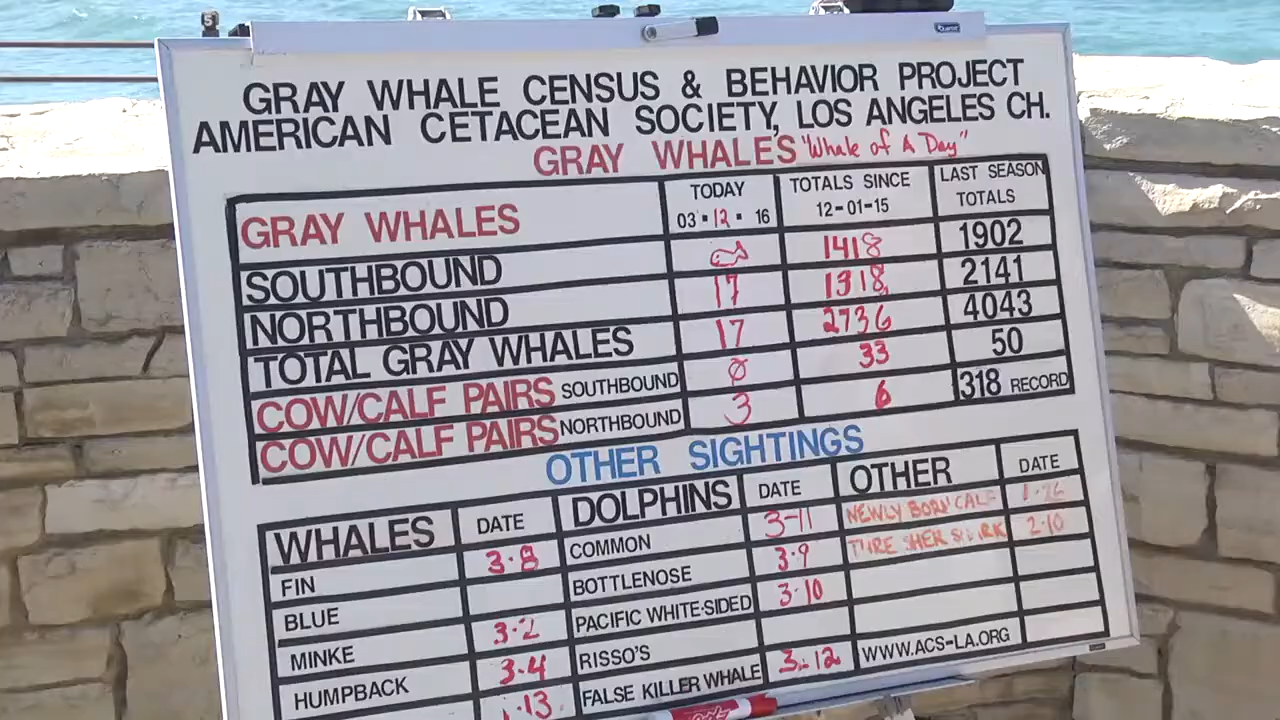 GRAY WHALE CENSUS & BEHAVIOR PROJECT
AMERICAN CETACEAN SOCIETY, LOS ANGELES CH.
GRAY WHALES "Whale of A Day"
GRAY WHALES TODAY 03-12-16 TOTALS SINCE 12-01-15 LAST SEASON TOTALS
SOUTHBOUND 1418 1902
NORTHBOUND 17 1318 2141
TOTAL GRAY WHALES 17 2736 4043
COW/CALF PAIRS SOUTHBOUND Ø 33 50
COW/CALF PAIRS NORTHBOUND 3 6 318 RECORD
OTHER SIGHTINGS
WHALES DATE DOLPHINS DATE OTHER DATE
FIN 3-8 COMMON 3-11 NEWLY BORN CALF 1-26
BLUE BOTTLENOSE 3-9 THRESHER SHARK 2-10
MINKE 3-2 PACIFIC WHITE-SIDED 3-10
HUMPBACK 3-4 RISSO'S
1-13 FALSE KILLER WHALE 3-12 WWW.ACS-LA.ORG